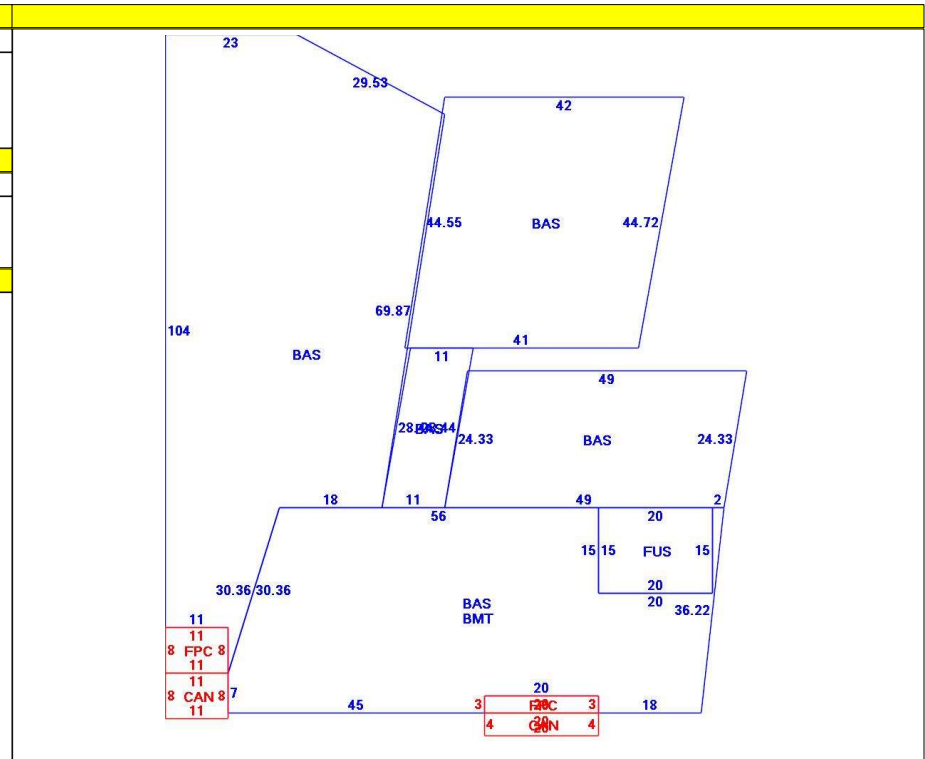 23
29.53
42
44.55 BAS 44.72
69.87
104
41
BAS 11
49
24.33 BAS 24.33
18 11 49 2
56 20
15 15 FUS 15
20
30.36 30.36 20
BAS 36.22
BMT
11
11
8 FPC 8
11
11 20
8 CAN 8 7
45 3 3 18
11
4 4